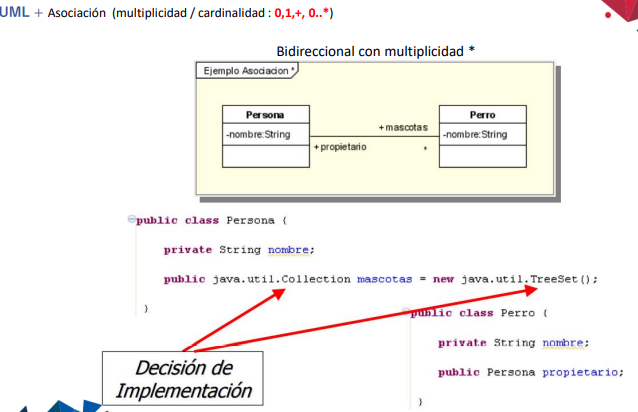 UML + Asociación (multiplicidad / cardinalidad : 0,1,+, 0..*)
Bidireccional con multiplicidad *
Ejemplo Asociacion *
Persona
-nombre:String
+propietario
+mascotas
*
Perro
-nombre:String
public class Persona {
private String nombre;
public java.util.Collection mascotas = new java.util.TreeSet();
}
public class Perro {
private String nombre;
public Persona propietario;
}
Decisión de
Implementación